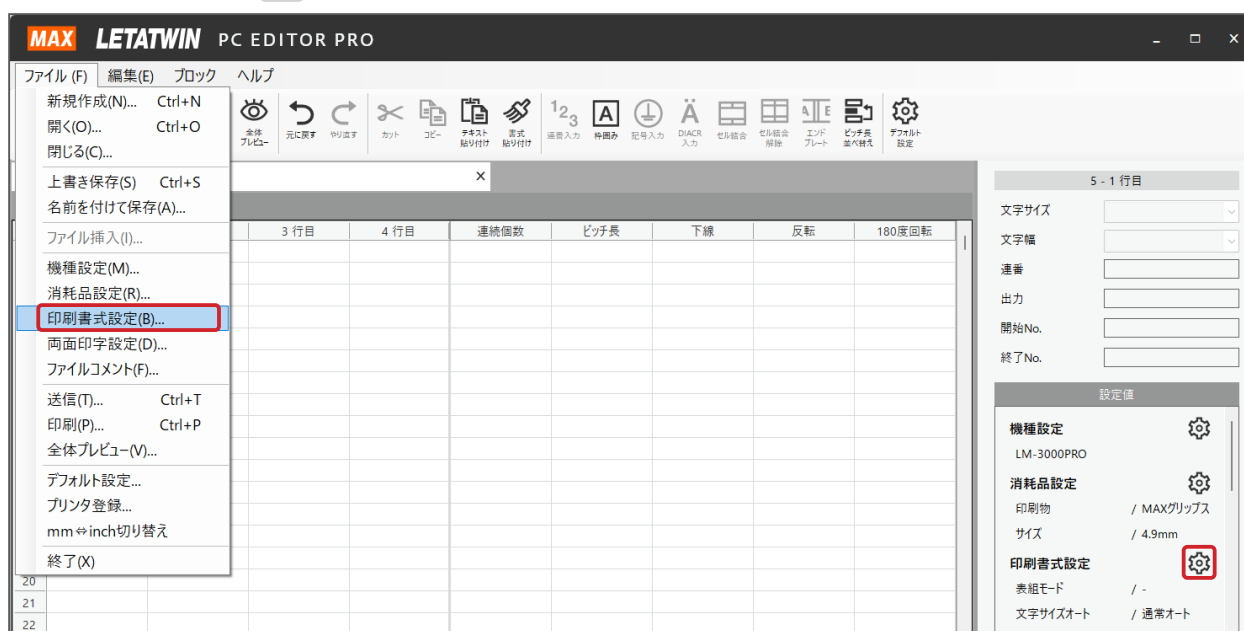 MAX LETATWIN PC EDITOR PRO
ファイル (F) 編集(E) ブロック ヘルプ
新規作成(N)... Ctrl+N
開く(O)... Ctrl+O
閉じる(C)...
上書き保存(S) Ctrl+S
名前を付けて保存(A)...
ファイル挿入(I)...
機種設定(M)...
消耗品設定(R)...
印刷書式設定(B)...
両面印字設定(D)...
ファイルコメント(F)...
送信(T)... Ctrl+T
印刷(P)... Ctrl+P
全体プレビュー(V)...
デフォルト設定...
プリンタ登録...
mm⇔inch切り替え
終了(X)
全体プレビュー
元に戻す
やり直す
カット
コピー
テキスト貼り付け
書式貼り付け
連番入力
枠囲み
記号入力
DIACR入力
セル結合
セル結合解除
エンドプレート
ピッチ長並べ替え
デフォルト設定
3 行目 4 行目 連続個数 ピッチ長 下線 反転 180度回転
20
21
22
5 - 1 行目
文字サイズ
文字幅
連番
出力
開始No.
終了No.
設定値
機種設定
LM-3000PRO
消耗品設定
印刷物 / MAXグリップス
サイズ / 4.9mm
印刷書式設定
表組モード / -
文字サイズオート / 通常オート